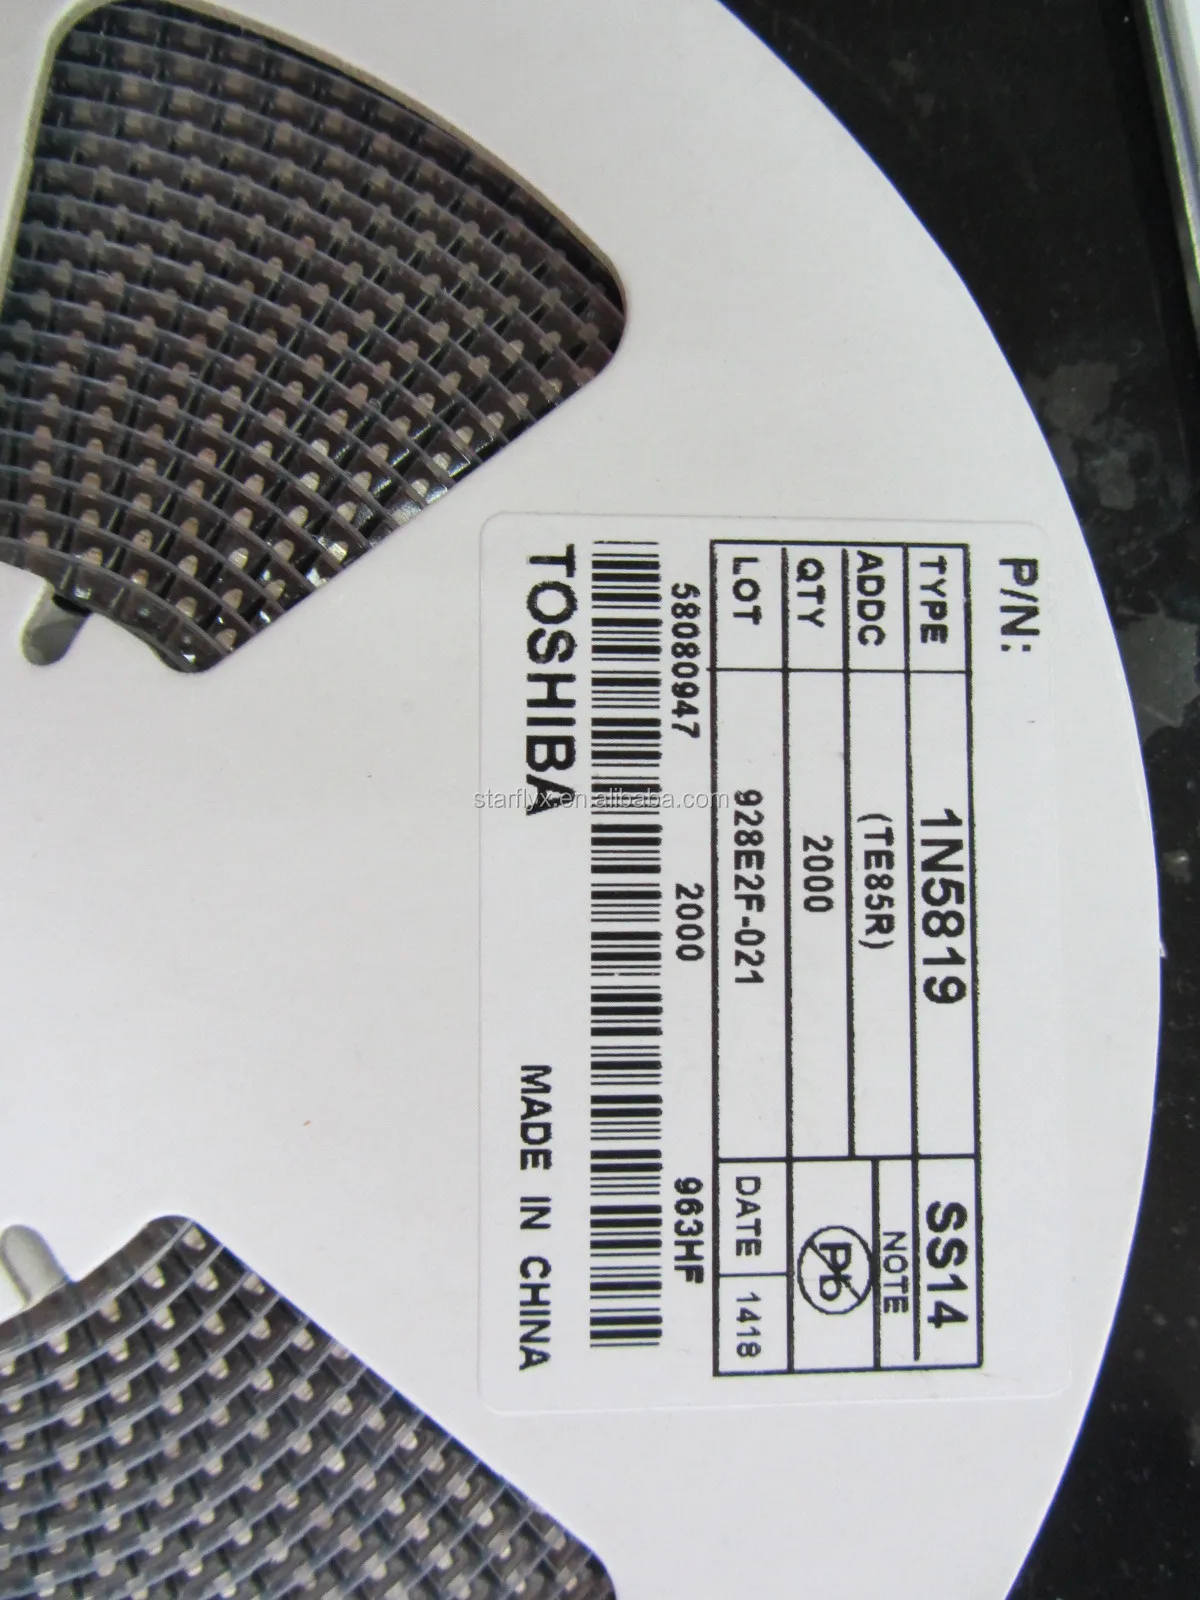 P/N:
TYPE 1N5819 SS14
ADDC (TE85R) NOTE
QTY 2000 Pb
LOT 928E2F-021 DATE 1418
58080947 2000 963HF
TOSHIBA MADE IN CHINA
starflyx.en.alibaba.com